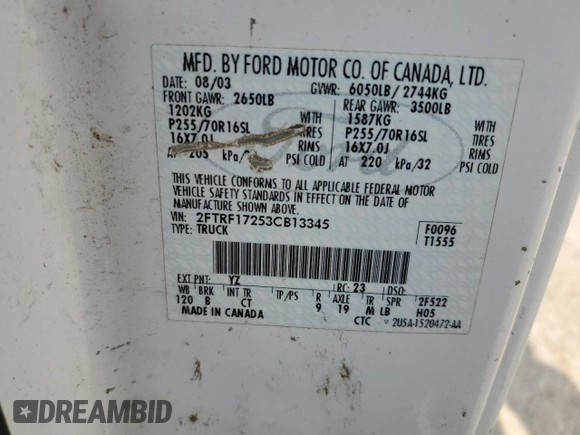 MFD. BY FORD MOTOR CO. OF CANADA, LTD.
DATE: 08/03 GVWR: 6050LB/ 2744KG
FRONT GAWR: 2650LB REAR GAWR: 3500LB
1202KG WITH 1587KG WITH
P255/70R16SL TIRES P255/70R16SL TIRES
16X7.0J RIMS 16X7.0J RIMS
AT 205 kPa/ PSI COLD AT 220 kPa/32 PSI COLD
THIS VEHICLE CONFORMS TO ALL APPLICABLE FEDERAL MOTOR
VEHICLE SAFETY STANDARDS IN EFFECT ON THE DATE OF
MANUFACTURE SHOWN ABOVE.
VIN: 2FTRF17253CB13345 F0096
TYPE: TRUCK T1555
EXT PNT: YZ RC: 23 DSO:
WB BRK INT TR TP/PS R AXLE TR SPR 2F522
120 B CT 9 19 M LB H05
MADE IN CANADA CTC 2U5A-1520472-AA
Ford
DREAMBID